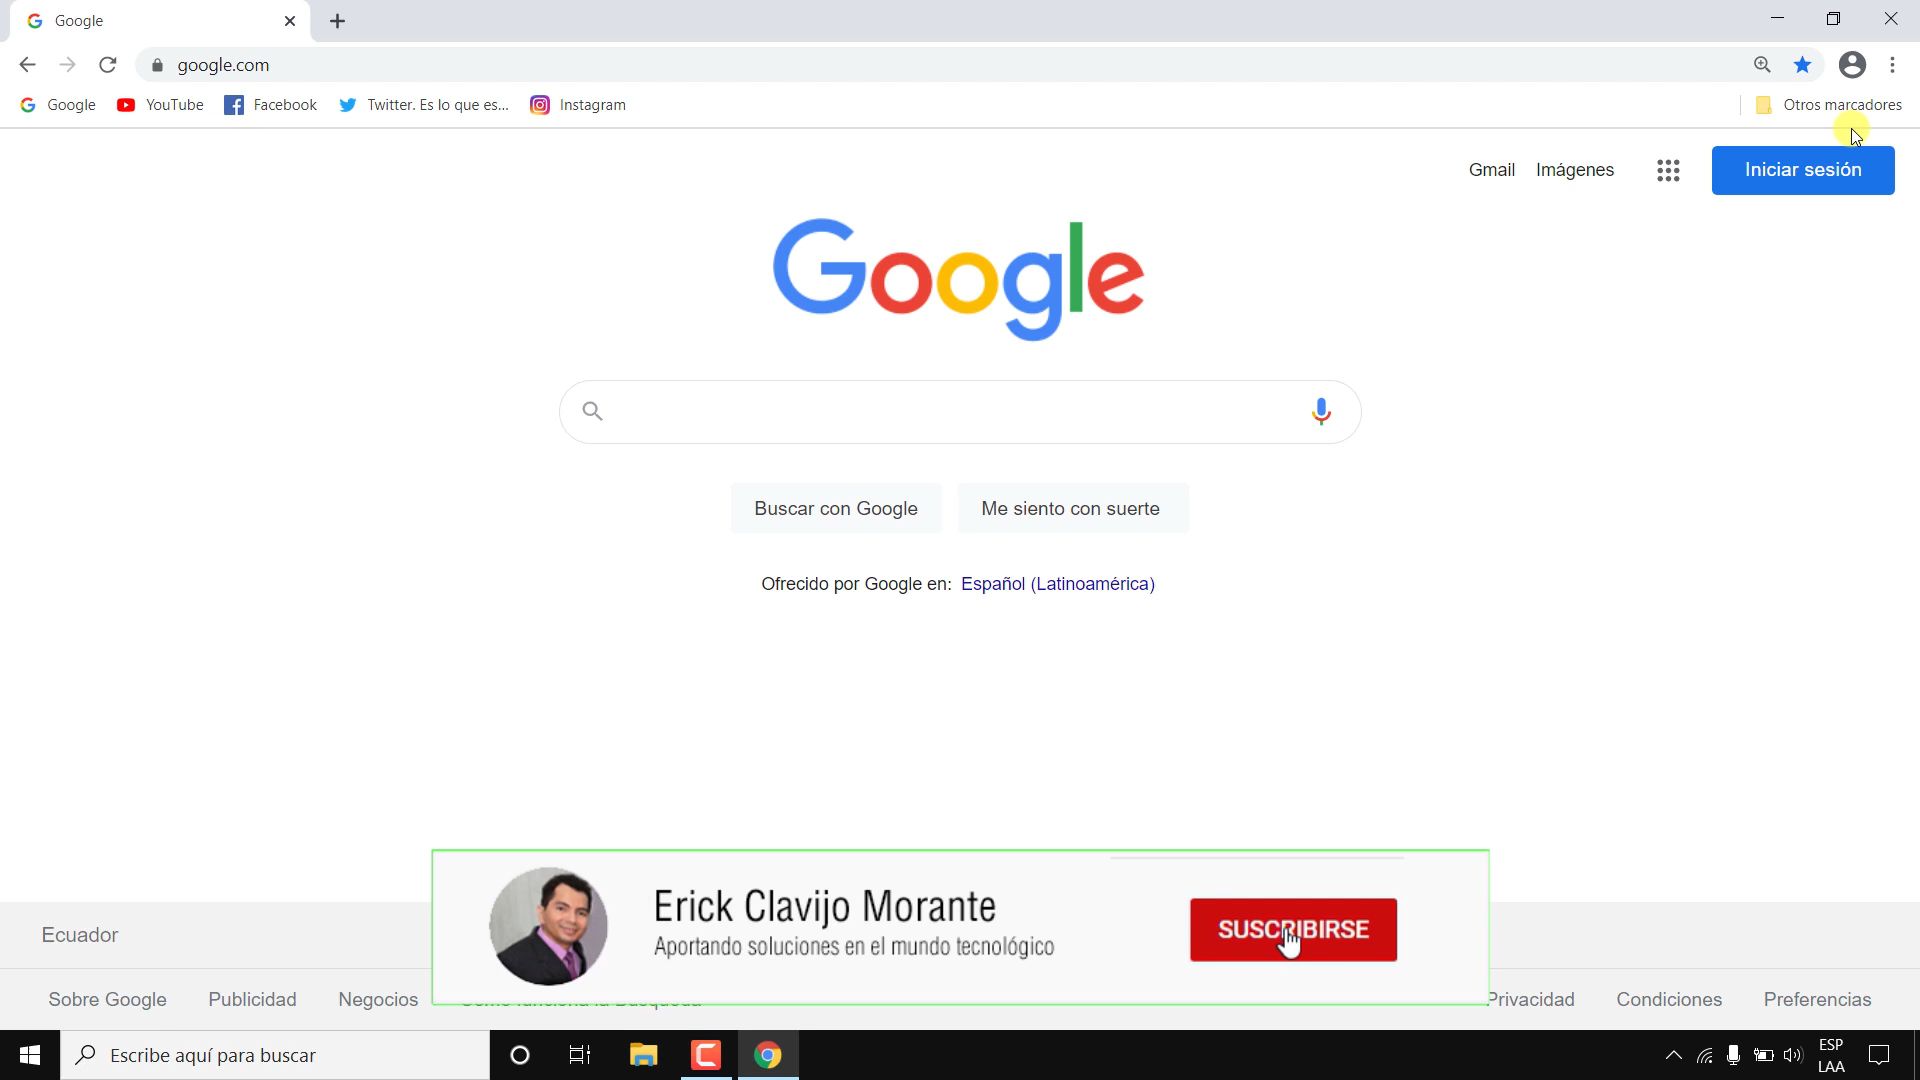 Google
google.com
Google YouTube Facebook Twitter. Es lo que es... Instagram Otros marcadores
Gmail Imágenes Iniciar sesión
Google
Buscar con Google Me siento con suerte
Ofrecido por Google en: Español (Latinoamérica)
Erick Clavijo Morante
Aportando soluciones en el mundo tecnológico
SUSCRIBIRSE
Ecuador
Sobre Google Publicidad Negocios Privacidad Condiciones Preferencias
Escribe aquí para buscar
ESP
LAA